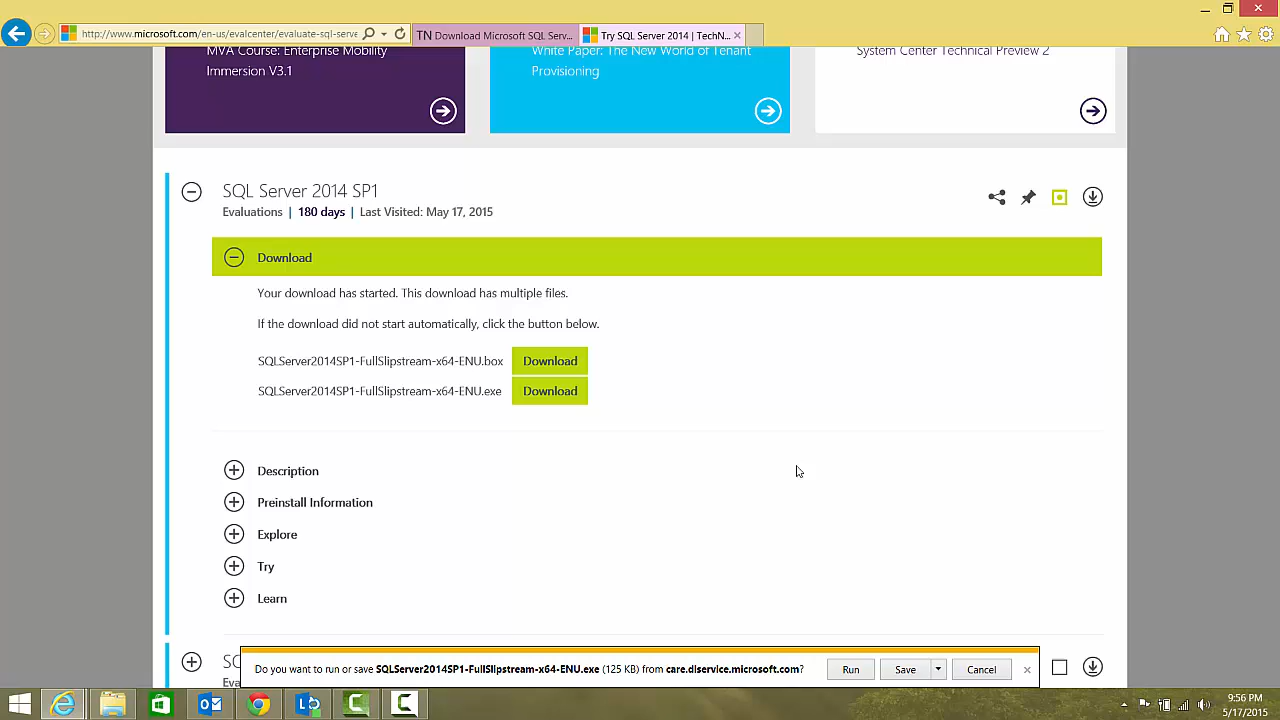 http://www.microsoft.com/en-us/evalcenter/evaluate-sql-serve
TN Download Microsoft SQL Serv...
Try SQL Server 2014 | TechN...
MVA Course: Enterprise Mobility
Immersion V3.1
White Paper: The New World of Tenant
Provisioning
System Center Technical Preview 2
SQL Server 2014 SP1
Evaluations | 180 days | Last Visited: May 17, 2015
Download
Your download has started. This download has multiple files.
If the download did not start automatically, click the button below.
SQLServer2014SP1-FullSlipstream-x64-ENU.box Download
SQLServer2014SP1-FullSlipstream-x64-ENU.exe Download
Description
Preinstall Information
Explore
Try
Learn
Do you want to run or save SQLServer2014SP1-FullSlipstream-x64-ENU.exe (125 KB) from care.dlservice.microsoft.com?
Run
Save
Cancel
9:56 PM
5/17/2015